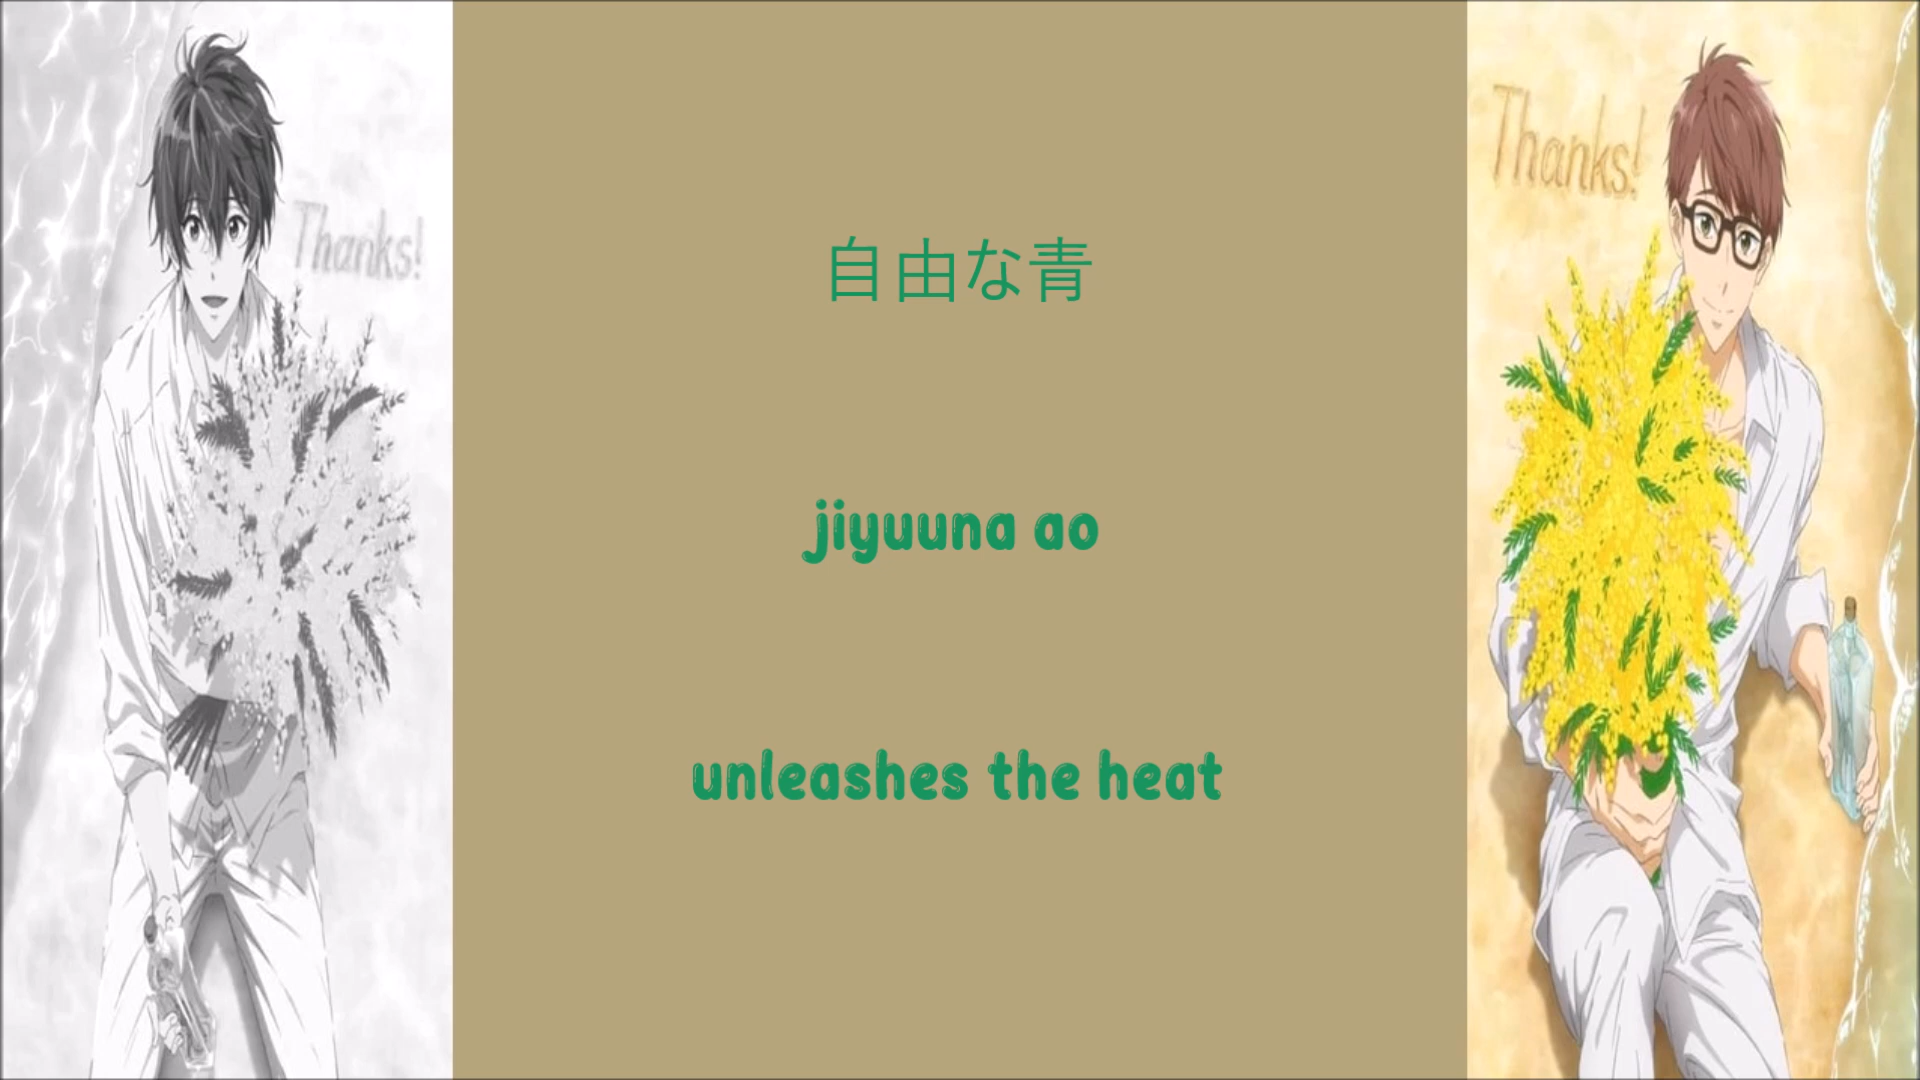 Thanks!
自由な青
jiyuuna ao
unleashes the heat
Thanks!